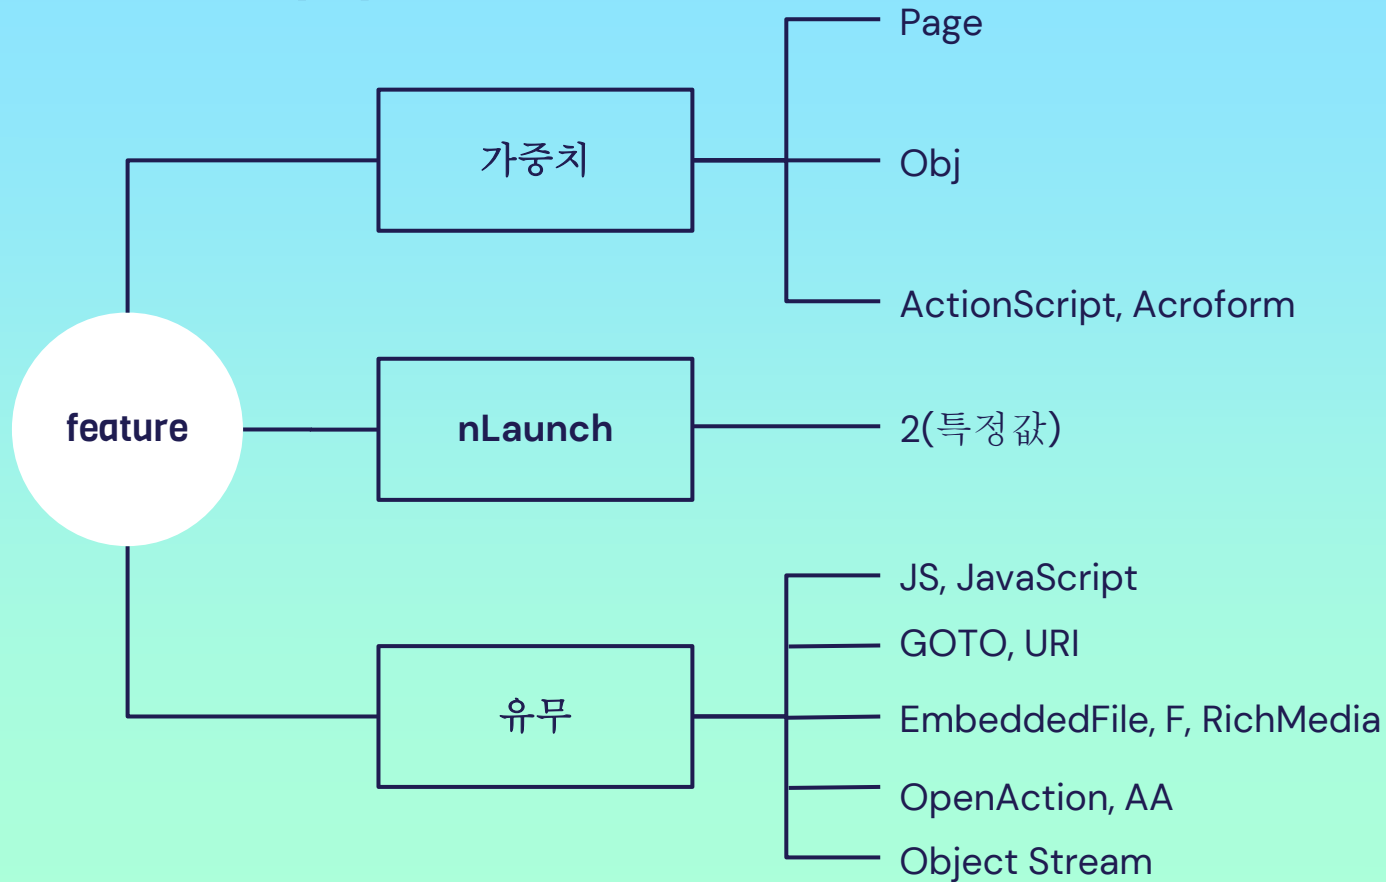 feature
가중치
Page
Obj
ActionScript, Acroform
nLaunch
2(특정값)
유무
JS, JavaScript
GOTO, URI
EmbeddedFile, F, RichMedia
OpenAction, AA
Object Stream